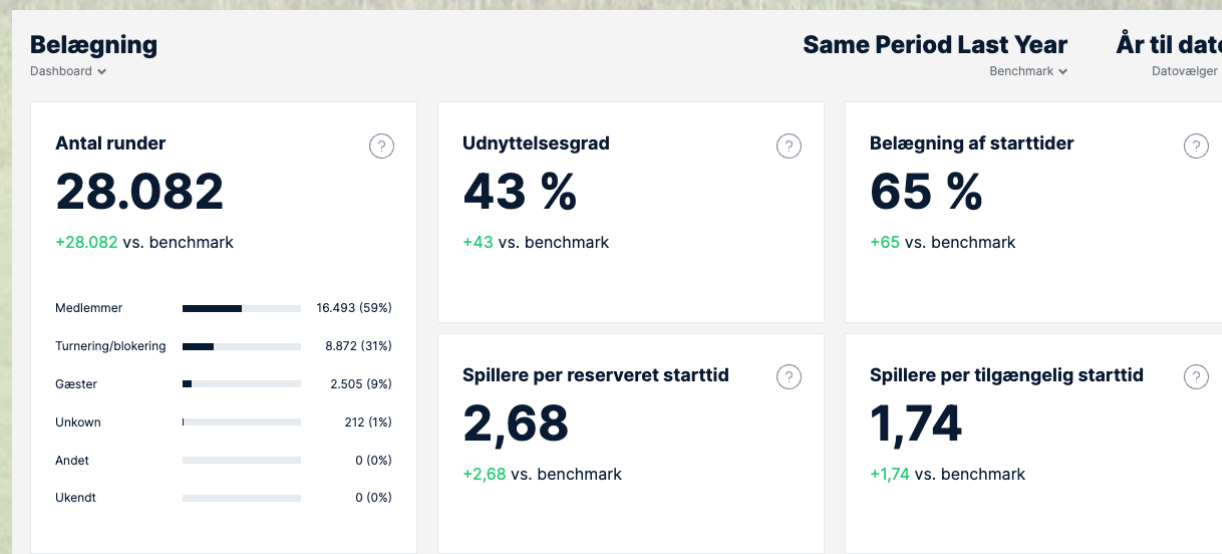 Belægning
Dashboard
Same Period Last Year
Benchmark
År til dato
Datovælger
Antal runder
?
28.082
+28.082 vs. benchmark
Medlemmer 16.493 (59%)
Turnering/blokering 8.872 (31%)
Gæster 2.505 (9%)
Unkown 212 (1%)
Andet 0 (0%)
Ukendt 0 (0%)
Udnyttelsesgrad
?
43 %
+43 vs. benchmark
Belægning af starttider
?
65 %
+65 vs. benchmark
Spillere per reserveret starttid
?
2,68
+2,68 vs. benchmark
Spillere per tilgængelig starttid
?
1,74
+1,74 vs. benchmark